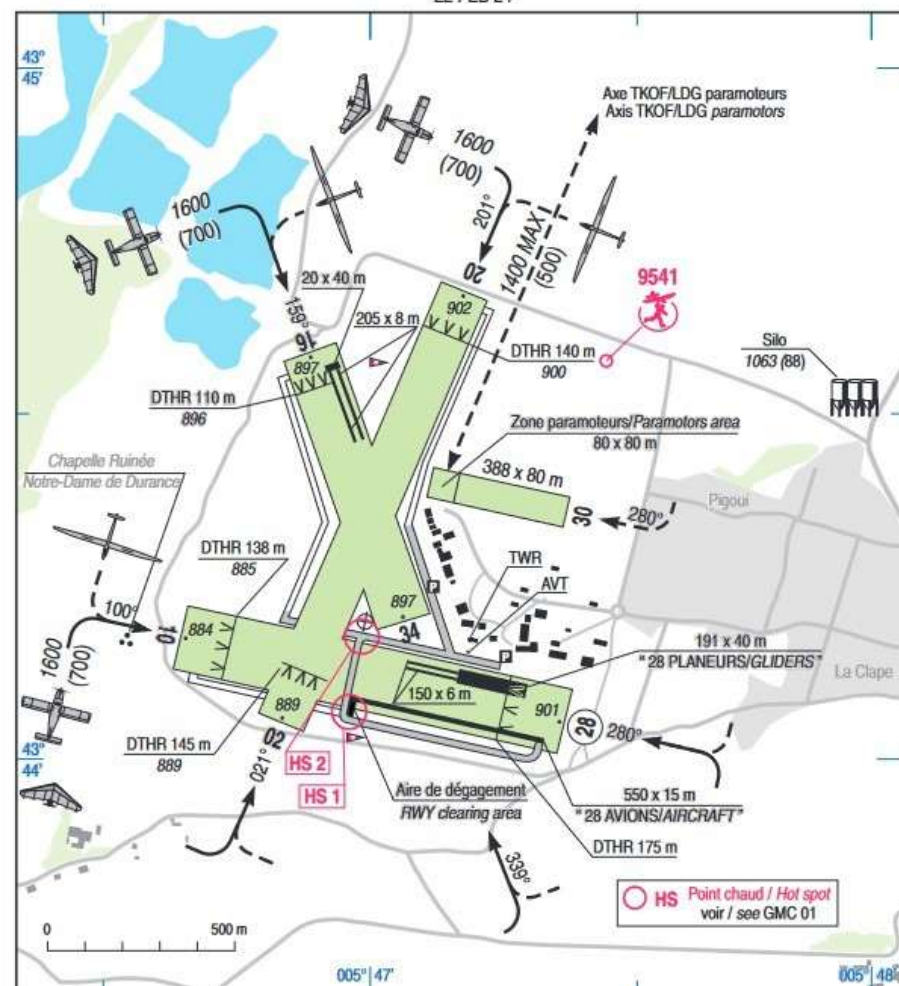 43°
45'
Axe TKOF/LDG paramoteurs
Axis TKOF/LDG paramotors
1600
(700)
201°
1400 MAX
(500)
1600
(700)
159°
20 x 40 m
16
20
902
9541
205 x 8 m
897
DTHR 140 m
900
Silo
1063 (88)
DTHR 110 m
896
Zone paramoteurs/Paramotors area
80 x 80 m
388 x 80 m
Chapelle Ruinée
Notre-Dame de Durance
30
280°
Pigoui
DTHR 138 m
885
TWR
AVT
P
897
34
100°
10
884
1600
(700)
191 x 40 m
"28 PLANEURS/GLIDERS"
P
La Clape
150 x 6 m
889
901
28
280°
DTHR 145 m
889
02
021°
HS 2
HS 1
43°
44'
Aire de dégagement
RWY clearing area
550 x 15 m
"28 AVIONS/AIRCRAFT"
DTHR 175 m
339°
HS Point chaud / Hot spot
voir / see GMC 01
0 500 m
005° 47'
005° 48'